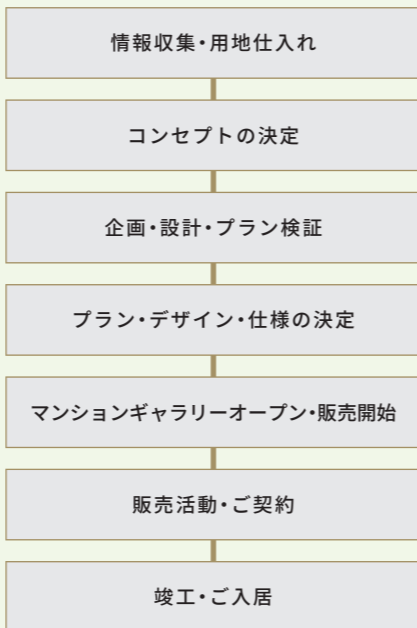 情報収集・用地仕入れ
コンセプトの決定
企画・設計・プラン検証
プラン・デザイン・仕様の決定
マンションギャラリーオープン・販売開始
販売活動・ご契約
竣工・ご入居